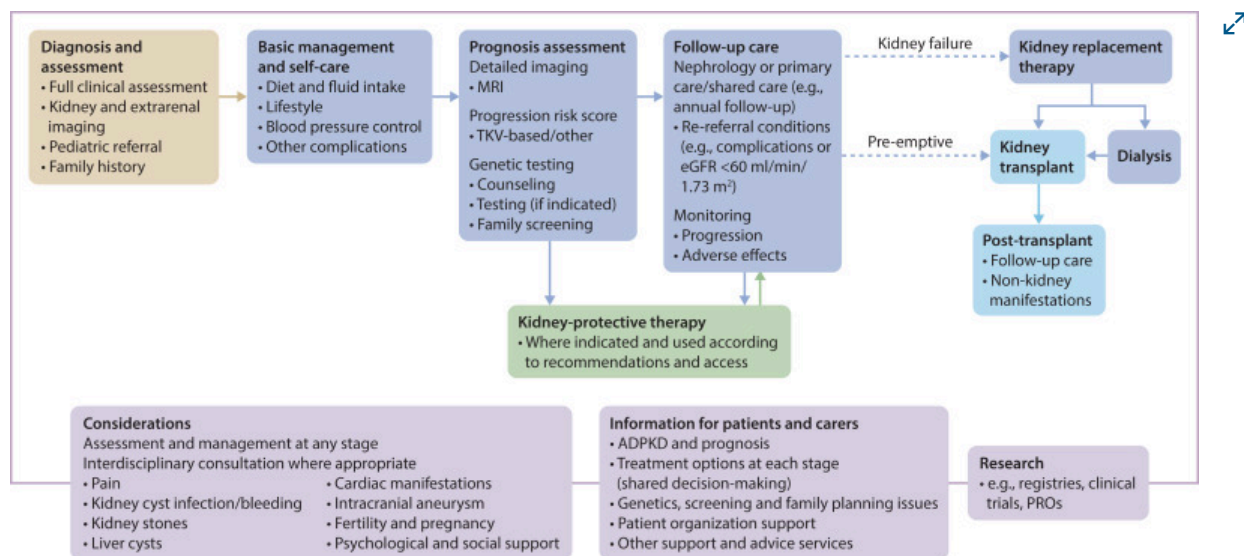 Diagnosis and
assessment
• Full clinical assessment
• Kidney and extrarenal
imaging
• Pediatric referral
• Family history
Basic management
and self-care
• Diet and fluid intake
• Lifestyle
• Blood pressure control
• Other complications
Prognosis assessment
Detailed imaging
• MRI
Progression risk score
• TKV-based/other
Genetic testing
• Counseling
• Testing (if indicated)
• Family screening
Follow-up care
Nephrology or primary
care/shared care (e.g.,
annual follow-up)
• Re-referral conditions
(e.g., complications or
eGFR <60 ml/min/
1.73 m²)
Monitoring
• Progression
• Adverse effects
Kidney failure
Pre-emptive
Kidney replacement
therapy
Kidney
transplant
Dialysis
Post-transplant
• Follow-up care
• Non-kidney
manifestations
Kidney-protective therapy
• Where indicated and used according
to recommendations and access
Considerations
Assessment and management at any stage
Interdisciplinary consultation where appropriate
• Pain
• Kidney cyst infection/bleeding
• Kidney stones
• Liver cysts
• Cardiac manifestations
• Intracranial aneurysm
• Fertility and pregnancy
• Psychological and social support
Information for patients and carers
• ADPKD and prognosis
• Treatment options at each stage
(shared decision-making)
• Genetics, screening and family planning issues
• Patient organization support
• Other support and advice services
Research
• e.g., registries, clinical
trials, PROs